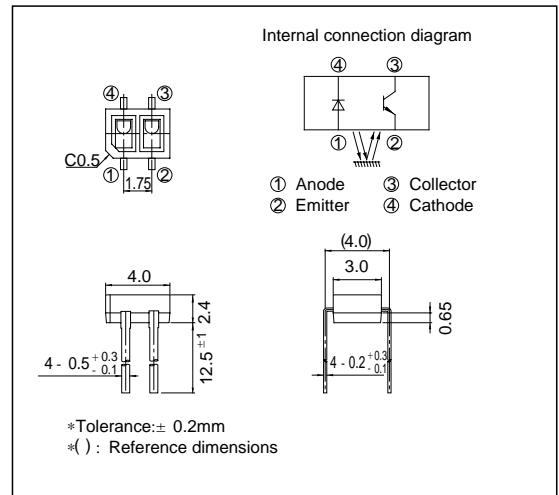 Internal connection diagram
④ ③
④ ③
C0.5
① ②
1.75
① ②
① Anode ③ Collector
② Emitter ④ Cathode
(4.0)
4.0
3.0
2.4
0.65
12.5 ±1
4 - 0.5 +0.3 -0.1
4 - 0.2 +0.3 -0.1
*Tolerance:± 0.2mm
*( ) : Reference dimensions